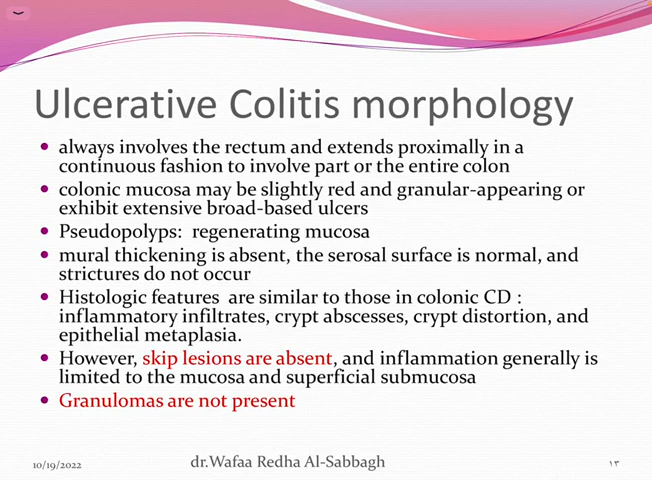 Ulcerative Colitis morphology
• always involves the rectum and extends proximally in a
continuous fashion to involve part or the entire colon
• colonic mucosa may be slightly red and granular-appearing or
exhibit extensive broad-based ulcers
• Pseudopolyps:  regenerating mucosa
• mural thickening is absent, the serosal surface is normal, and
strictures do not occur
• Histologic features  are similar to those in colonic CD :
inflammatory infiltrates, crypt abscesses, crypt distortion, and
epithelial metaplasia.
• However, skip lesions are absent, and inflammation generally is
limited to the mucosa and superficial submucosa
• Granulomas are not present
10/19/2022
dr.Wafaa Redha Al-Sabbagh
١٣